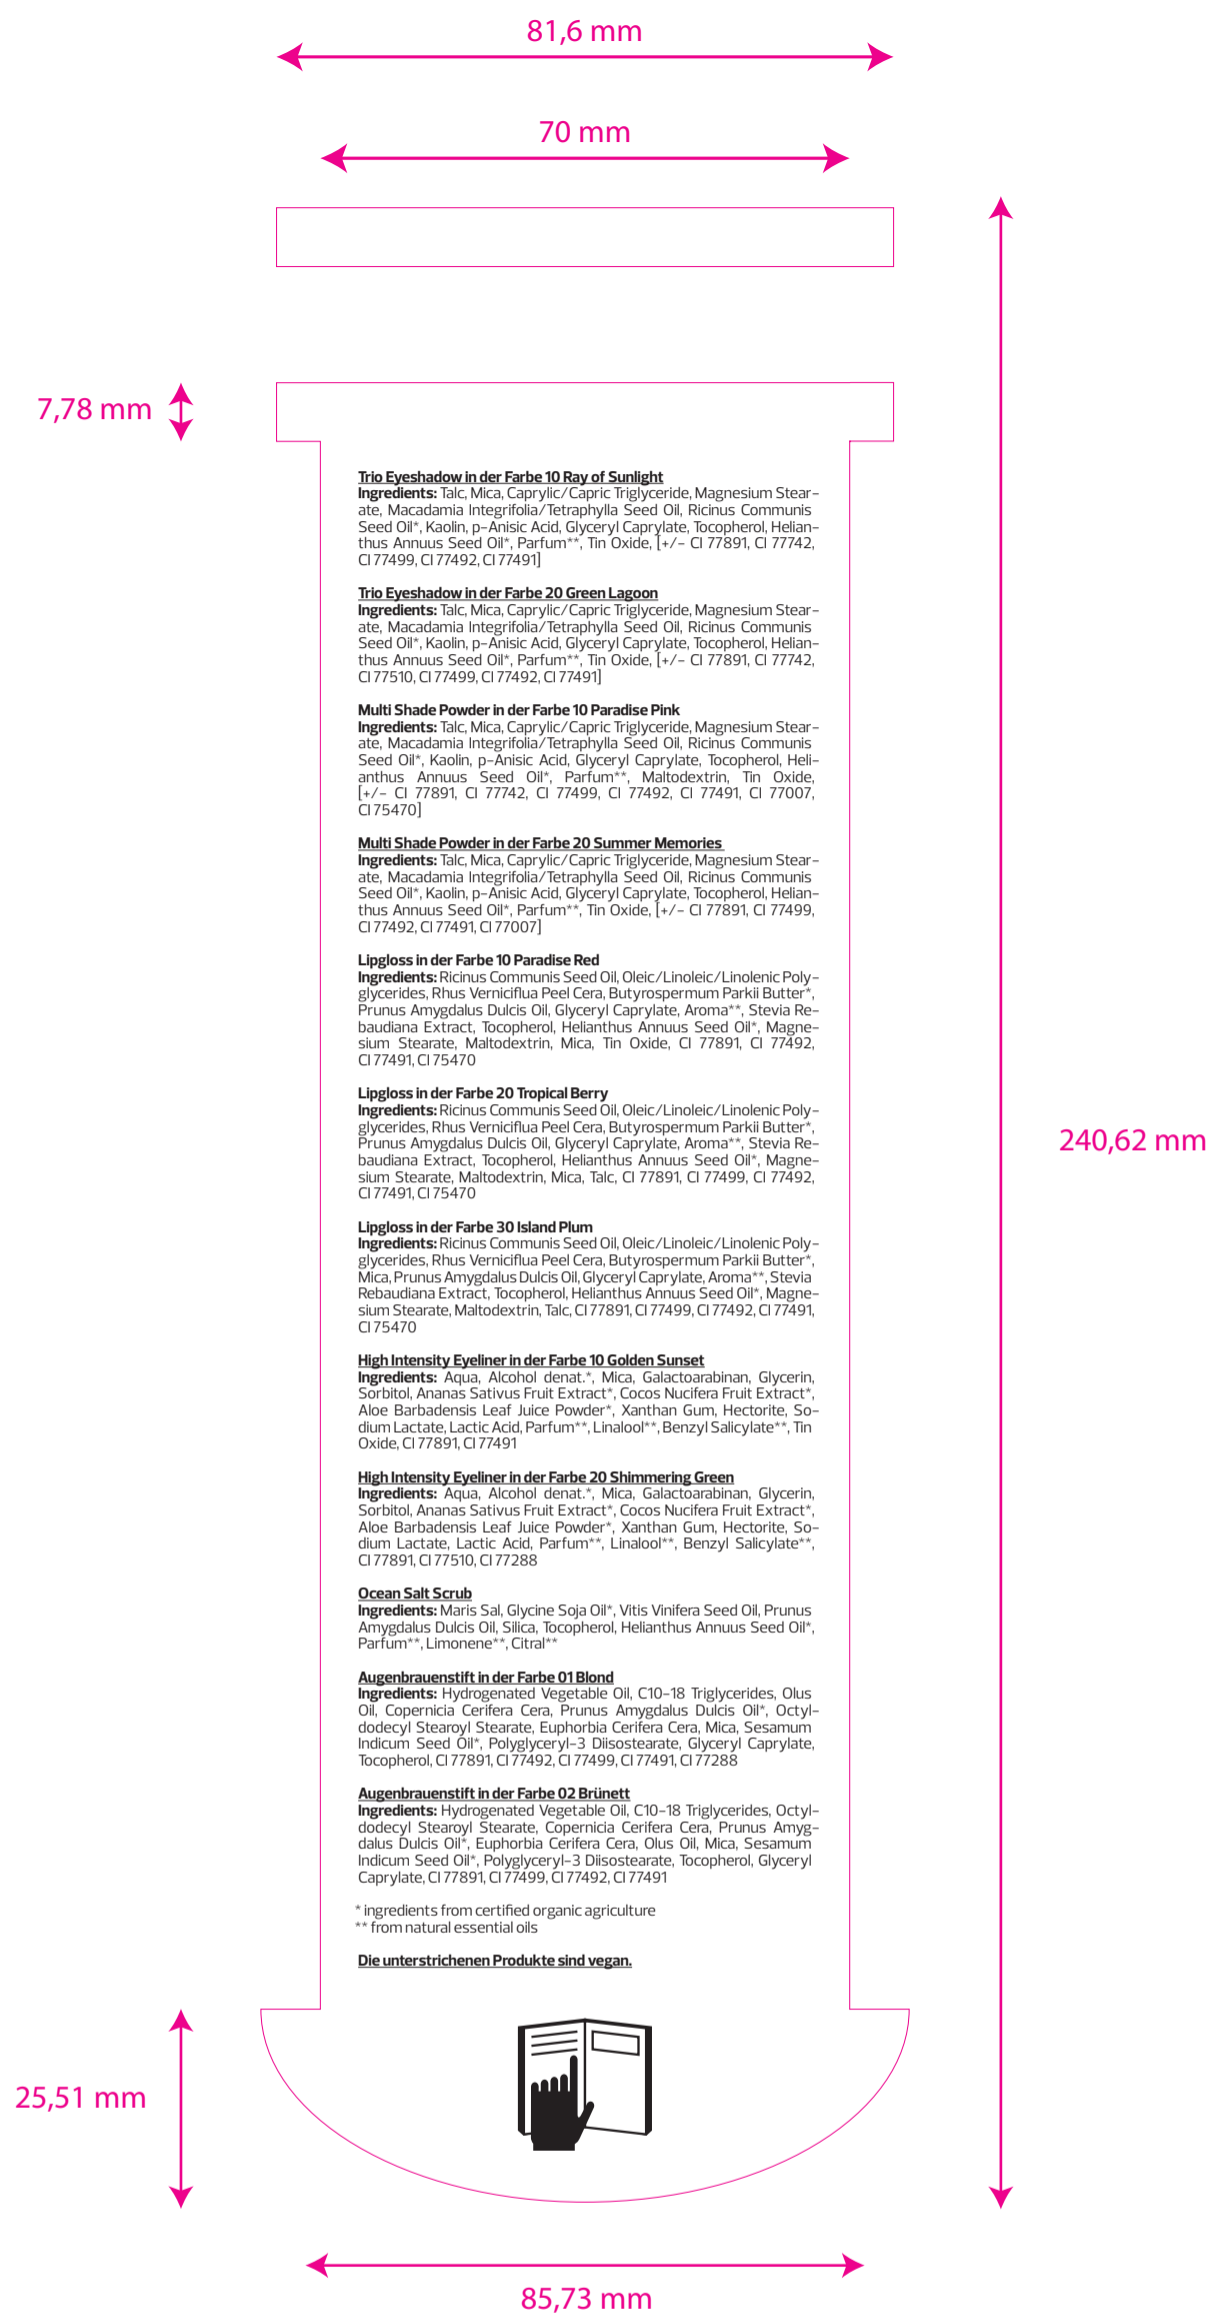 81,6 mm
70 mm
7,78 mm
Trio Eyeshadow in der Farbe 10 Ray of Sunlight
Ingredients: Talc, Mica, Caprylic/Capric Triglyceride, Magnesium Stear-
ate, Macadamia Integrifolia/Tetraphylla Seed Oil, Ricinus Communis
Seed Oil*, Kaolin, p-Anisic Acid, Glyceryl Caprylate, Tocopherol, Helian-
thus Annuus Seed Oil*, Parfum**, Tin Oxide, [+/- CI 77891, CI 77742,
CI 77499, CI 77492, CI 77491]
Trio Eyeshadow in der Farbe 20 Green Lagoon
Ingredients: Talc, Mica, Caprylic/Capric Triglyceride, Magnesium Stear-
ate, Macadamia Integrifolia/Tetraphylla Seed Oil, Ricinus Communis
Seed Oil*, Kaolin, p-Anisic Acid, Glyceryl Caprylate, Tocopherol, Helian-
thus Annuus Seed Oil*, Parfum**, Tin Oxide, [+/- CI 77891, CI 77742,
CI 77510, CI 77499, CI 77492, CI 77491]
Multi Shade Powder in der Farbe 10 Paradise Pink
Ingredients: Talc, Mica, Caprylic/Capric Triglyceride, Magnesium Stear-
ate, Macadamia Integrifolia/Tetraphylla Seed Oil, Ricinus Communis
Seed Oil*, Kaolin, p-Anisic Acid, Glyceryl Caprylate, Tocopherol, Heli-
anthus Annuus Seed Oil*, Parfum**, Maltodextrin, Tin Oxide,
[+/- CI 77891, CI 77742, CI 77499, CI 77492, CI 77491, CI 77007,
CI 75470]
Multi Shade Powder in der Farbe 20 Summer Memories
Ingredients: Talc, Mica, Caprylic/Capric Triglyceride, Magnesium Stear-
ate, Macadamia Integrifolia/Tetraphylla Seed Oil, Ricinus Communis
Seed Oil*, Kaolin, p-Anisic Acid, Glyceryl Caprylate, Tocopherol, Helian-
thus Annuus Seed Oil*, Parfum**, Tin Oxide, [+/- CI 77891, CI 77499,
CI 77492, CI 77491, CI 77007]
Lipgloss in der Farbe 10 Paradise Red
Ingredients: Ricinus Communis Seed Oil, Oleic/Linoleic/Linolenic Poly-
glycerides, Rhus Verniciflua Peel Cera, Butyrospermum Parkii Butter*,
Prunus Amygdalus Dulcis Oil, Glyceryl Caprylate, Aroma**, Stevia Re-
baudiana Extract, Tocopherol, Helianthus Annuus Seed Oil*, Magne-
sium Stearate, Maltodextrin, Mica, Tin Oxide, CI 77891, CI 77492,
CI 77491, CI 75470
Lipgloss in der Farbe 20 Tropical Berry
Ingredients: Ricinus Communis Seed Oil, Oleic/Linoleic/Linolenic Poly-
glycerides, Rhus Verniciflua Peel Cera, Butyrospermum Parkii Butter*,
Prunus Amygdalus Dulcis Oil, Glyceryl Caprylate, Aroma**, Stevia Re-
baudiana Extract, Tocopherol, Helianthus Annuus Seed Oil*, Magne-
sium Stearate, Maltodextrin, Mica, Talc, CI 77891, CI 77499, CI 77492,
CI 77491, CI 75470
240,62 mm
Lipgloss in der Farbe 30 Island Plum
Ingredients: Ricinus Communis Seed Oil, Oleic/Linoleic/Linolenic Poly-
glycerides, Rhus Verniciflua Peel Cera, Butyrospermum Parkii Butter*,
Mica, Prunus Amygdalus Dulcis Oil, Glyceryl Caprylate, Aroma**, Stevia
Rebaudiana Extract, Tocopherol, Helianthus Annuus Seed Oil*, Magne-
sium Stearate, Maltodextrin, Talc, CI 77891, CI 77499, CI 77492, CI 77491,
CI 75470
High Intensity Eyeliner in der Farbe 10 Golden Sunset
Ingredients: Aqua, Alcohol denat.*, Mica, Galactoarabinan, Glycerin,
Sorbitol, Ananas Sativus Fruit Extract*, Cocos Nucifera Fruit Extract*,
Aloe Barbadensis Leaf Juice Powder*, Xanthan Gum, Hectorite, So-
dium Lactate, Lactic Acid, Parfum**, Linalool**, Benzyl Salicylate**, Tin
Oxide, CI 77891, CI 77491
High Intensity Eyeliner in der Farbe 20 Shimmering Green
Ingredients: Aqua, Alcohol denat.*, Mica, Galactoarabinan, Glycerin,
Sorbitol, Ananas Sativus Fruit Extract*, Cocos Nucifera Fruit Extract*,
Aloe Barbadensis Leaf Juice Powder*, Xanthan Gum, Hectorite, So-
dium Lactate, Lactic Acid, Parfum**, Linalool**, Benzyl Salicylate**,
CI 77891, CI 77510, CI 77288
Ocean Salt Scrub
Ingredients: Maris Sal, Glycine Soja Oil*, Vitis Vinifera Seed Oil, Prunus
Amygdalus Dulcis Oil, Silica, Tocopherol, Helianthus Annuus Seed Oil*,
Parfum**, Limonene**, Citral**
Augenbrauenstift in der Farbe 01 Blond
Ingredients: Hydrogenated Vegetable Oil, C10-18 Triglycerides, Olus
Oil, Copernicia Cerifera Cera, Prunus Amygdalus Dulcis Oil*, Octyl-
dodecyl Stearoyl Stearate, Euphorbia Cerifera Cera, Mica, Sesamum
Indicum Seed Oil*, Polyglyceryl-3 Diisostearate, Glyceryl Caprylate,
Tocopherol, CI 77891, CI 77492, CI 77499, CI 77491, CI 77288
Augenbrauenstift in der Farbe 02 Brünett
Ingredients: Hydrogenated Vegetable Oil, C10-18 Triglycerides, Octyl-
dodecyl Stearoyl Stearate, Copernicia Cerifera Cera, Prunus Amyg-
dalus Dulcis Oil*, Euphorbia Cerifera Cera, Olus Oil, Mica, Sesamum
Indicum Seed Oil*, Polyglyceryl-3 Diisostearate, Tocopherol, Glyceryl
Caprylate, CI 77891, CI 77499, CI 77492, CI 77491
* ingredients from certified organic agriculture
** from natural essential oils
Die unterstrichenen Produkte sind vegan.
25,51 mm
85,73 mm